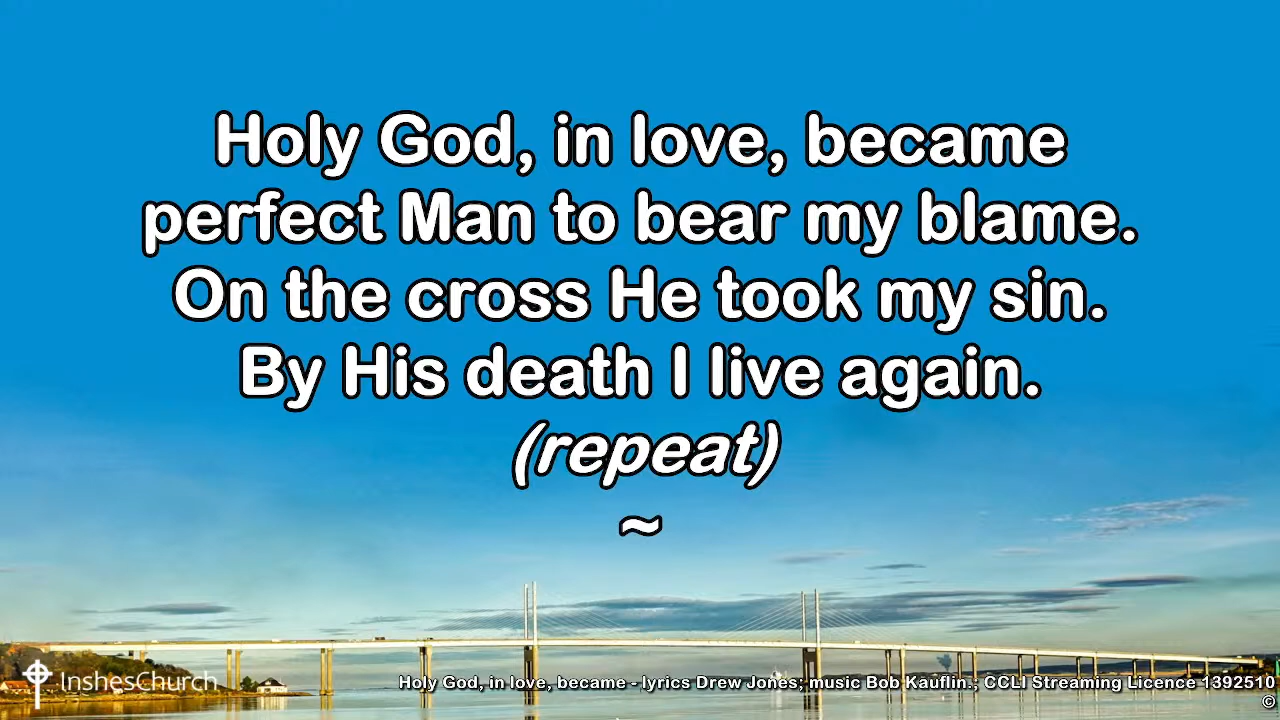 Holy God, in love, became
perfect Man to bear my blame.
On the cross He took my sin.
By His death I live again.
(repeat)
~
InshesChurch
Holy God, in love, became - lyrics Drew Jones; music Bob Kauflin.; CCLI Streaming Licence 1392510
©